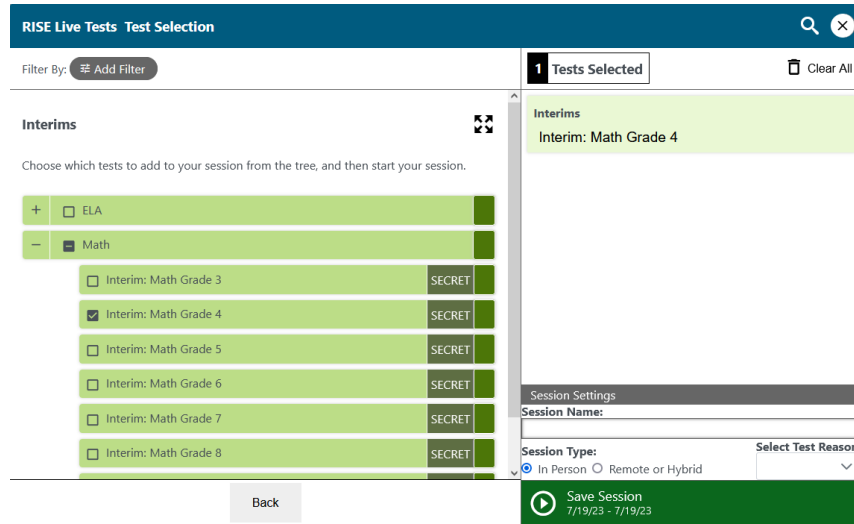 RISE Live Tests Test Selection
Filter By: Add Filter
1 Tests Selected
Clear All
Interims
Choose which tests to add to your session from the tree, and then start your session.
+ ELA
− Math
Interim: Math Grade 3 SECRET
Interim: Math Grade 4 SECRET
Interim: Math Grade 5 SECRET
Interim: Math Grade 6 SECRET
Interim: Math Grade 7 SECRET
Interim: Math Grade 8 SECRET
Back
Interims
Interim: Math Grade 4
Session Settings
Session Name:
Session Type:
In Person Remote or Hybrid
Select Test Reason
Save Session
7/19/23 - 7/19/23